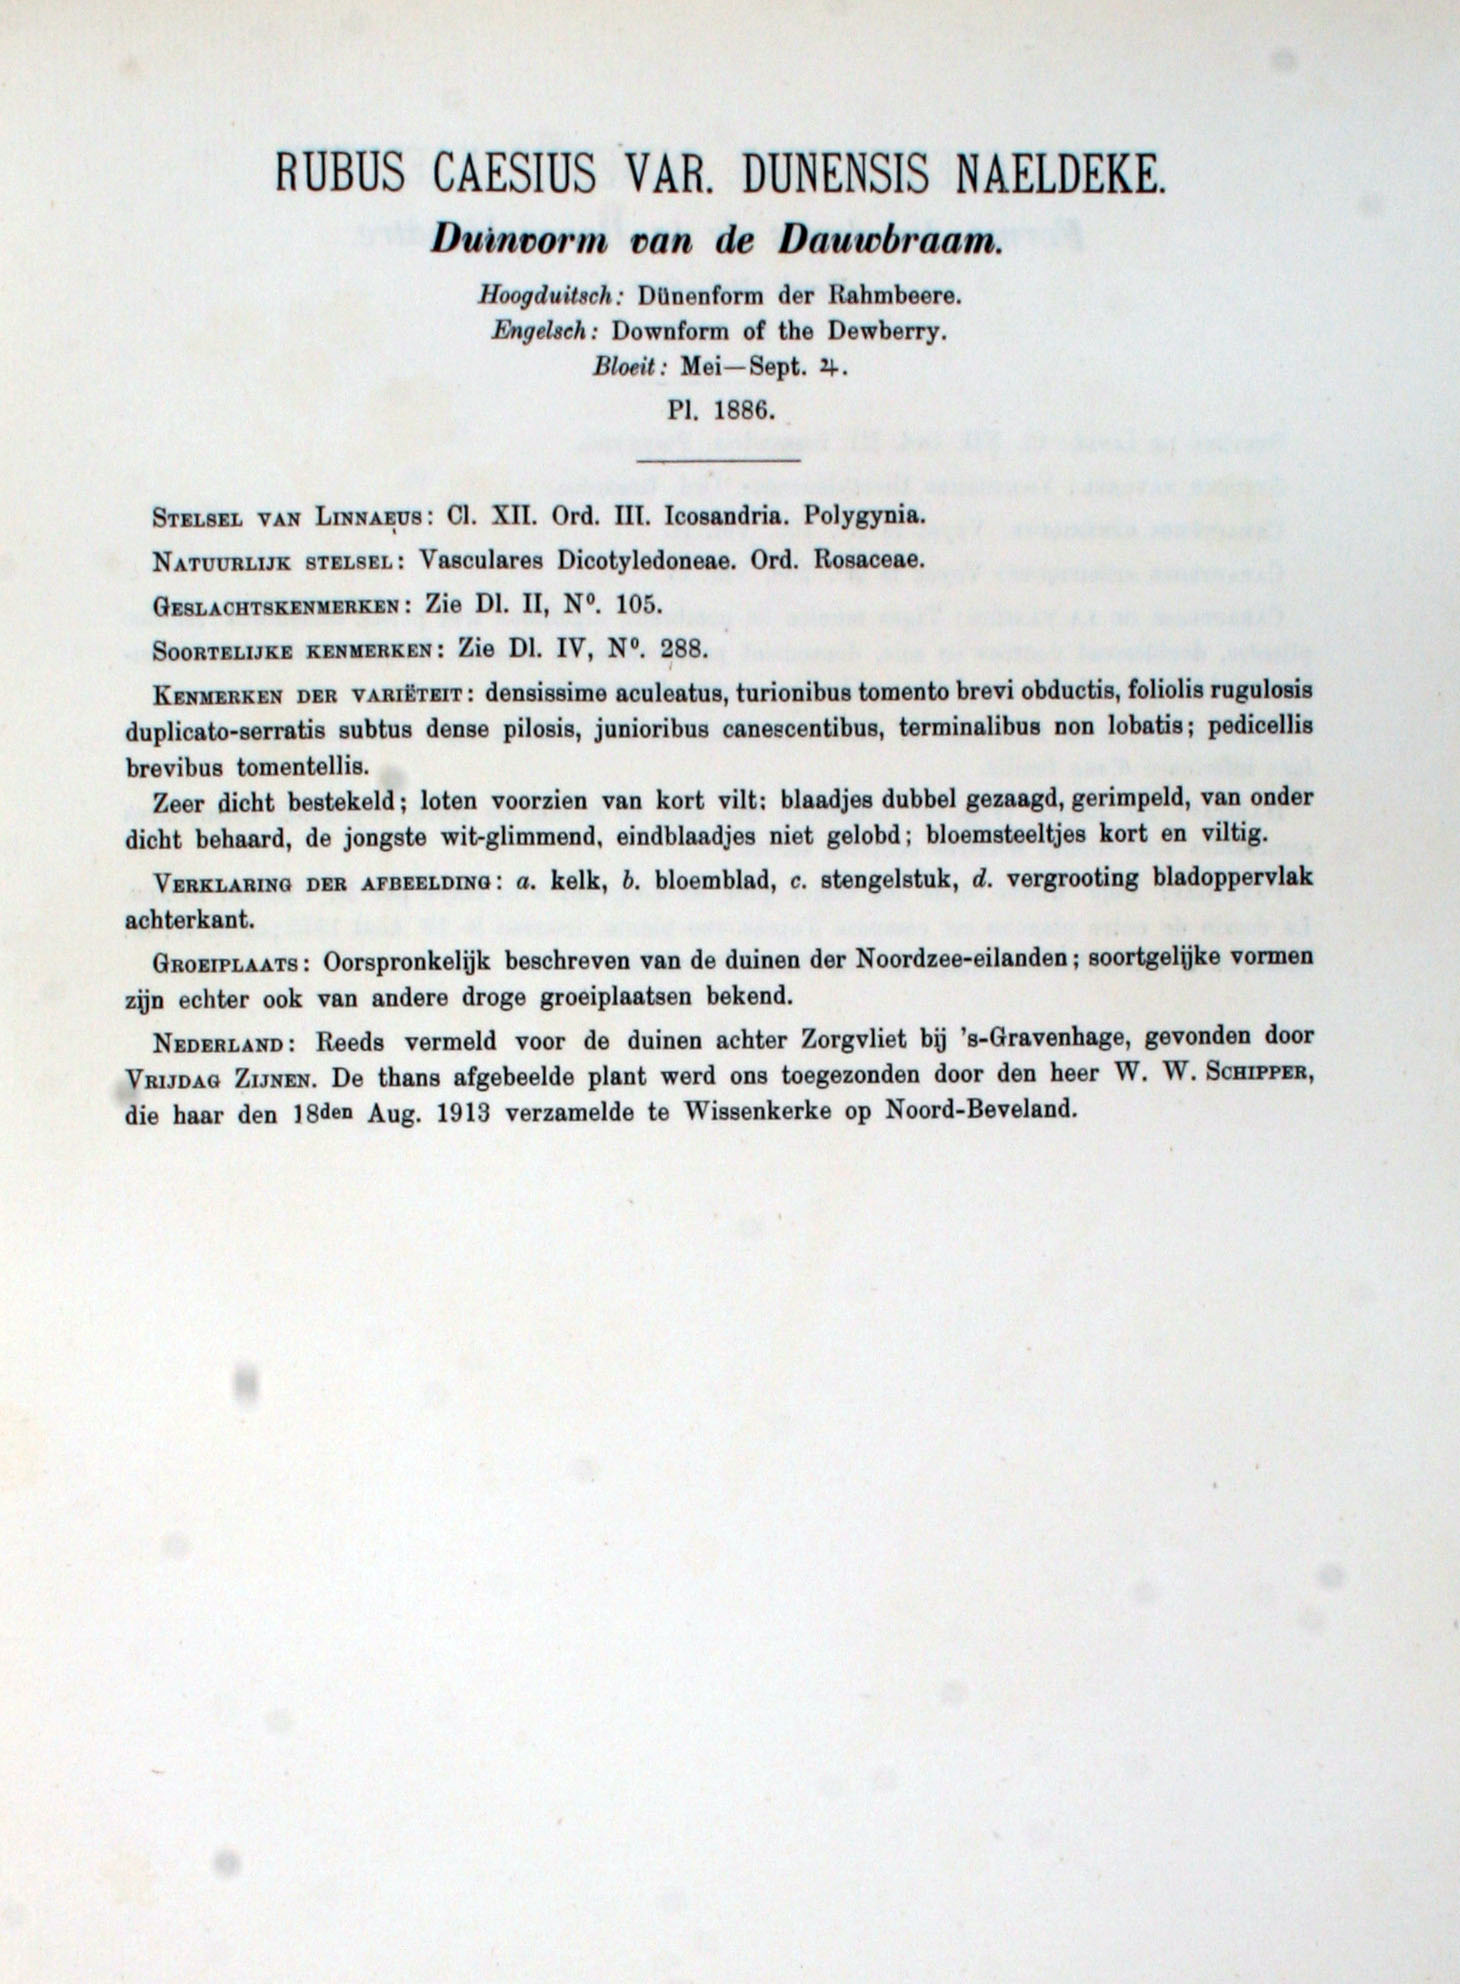 RUBUS CAESIUS VAR. DUNENSIS NAELDEKE.
Duinvorm van de Dauwbraam.
Hoogduitsch: Dünenform der Rahmbeere.
Engelsch: Downform of the Dewberry.
Bloeit: Mei—Sept. ♃.
Pl. 1886.
STELSEL VAN LINNAEUS: Cl. XII. Ord. III. Icosandria. Polygynia.
NATUURLIJK STELSEL: Vasculares Dicotyledoneae. Ord. Rosaceae.
GESLACHTSKENMERKEN: Zie Dl. II, Nº. 105.
SOORTELIJKE KENMERKEN: Zie Dl. IV, Nº. 288.
KENMERKEN DER VARIËTEIT: densissime aculeatus, turionibus tomento brevi obductis, foliolis rugulosis
duplicato-serratis subtus dense pilosis, junioribus canescentibus, terminalibus non lobatis; pedicellis
brevibus tomentellis.
Zeer dicht bestekeld; loten voorzien van kort vilt; blaadjes dubbel gezaagd, gerimpeld, van onder
dicht behaard, de jongste wit-glimmend, eindblaadjes niet gelobd; bloemsteeltjes kort en viltig.
VERKLARING DER AFBEELDING: a. kelk, b. bloemblad, c. stengelstuk, d. vergrooting bladoppervlak
achterkant.
GROEIPLAATS: Oorspronkelijk beschreven van de duinen der Noordzee-eilanden; soortgelijke vormen
zijn echter ook van andere droge groeiplaatsen bekend.
NEDERLAND: Reeds vermeld voor de duinen achter Zorgvliet bij 's-Gravenhage, gevonden door
VRIJDAG ZIJNEN. De thans afgebeelde plant werd ons toegezonden door den heer W. W. SCHIPPER,
die haar den 18den Aug. 1913 verzamelde te Wissenkerke op Noord-Beveland.